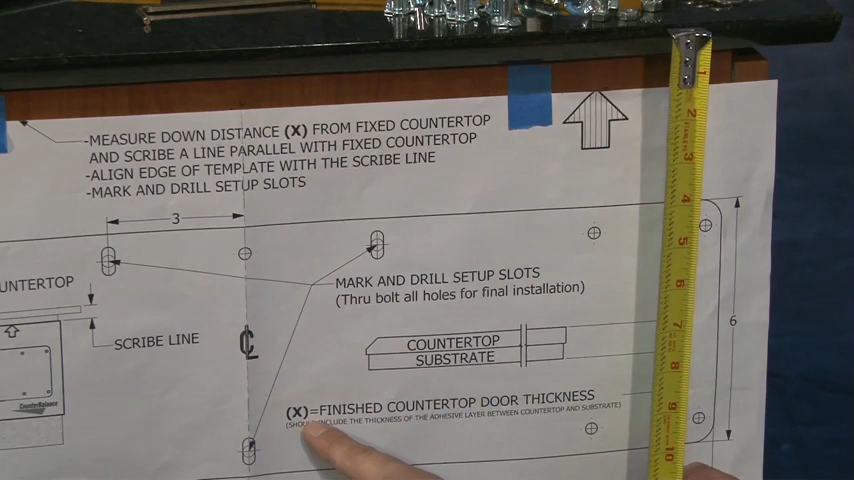 -MEASURE DOWN DISTANCE (X) FROM FIXED COUNTERTOP
AND SCRIBE A LINE PARALLEL WITH FIXED COUNTERTOP
-ALIGN EDGE OF TEMPLATE WITH THE SCRIBE LINE
-MARK AND DRILL SETUP SLOTS
3
UNTERTOP
SCRIBE LINE
CounterBalance
MARK AND DRILL SETUP SLOTS
(Thru bolt all holes for final installation)
COUNTERTOP
SUBSTRATE
6
(X)=FINISHED COUNTERTOP DOOR THICKNESS
INCLUDE THE THICKNESS OF THE ADHESIVE LAYER BETWEEN COUNTERTOP AND SUBSTRATE)
1
2
3
4
5
6
7
8
9
10